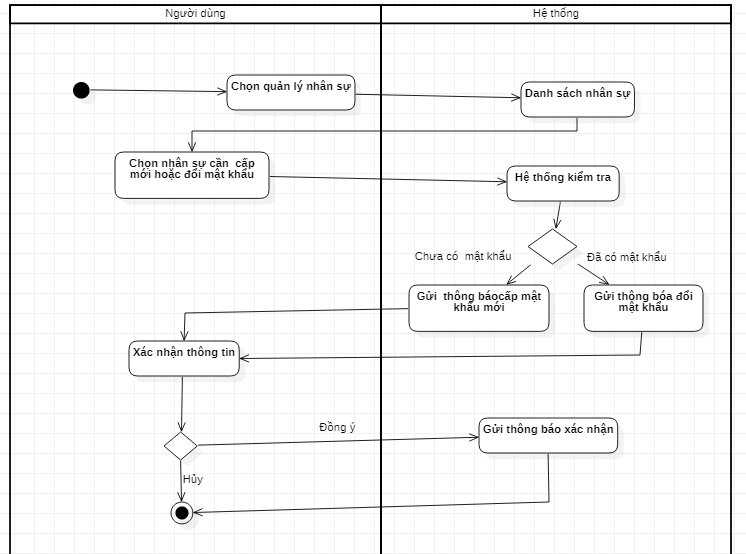 Người dùng
Hệ thống
Chọn quản lý nhân sự
Danh sách nhân sự
Chọn nhân sự cần  cấp
mới hoặc đổi mật khẩu
Hệ thống kiểm tra
Chưa có  mật khẩu
Đã có mật khẩu
Gửi  thông báocấp mật
khẩu mới
Gửi thông bóa đổi
mật khẩu
Xác nhận thông tin
Đồng ý
Gửi thông báo xác nhận
Hủy